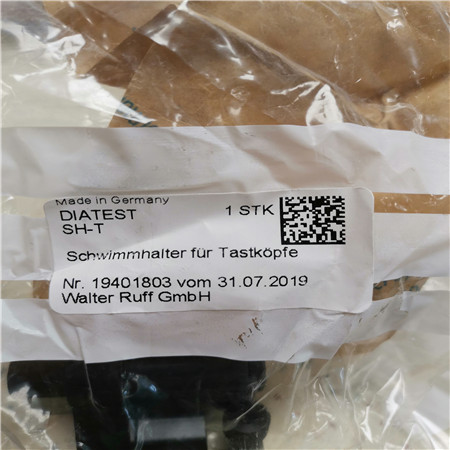 Made in Germany
DIATEST 1 STK
SH-T
Schwimmhalter für Tastköpfe
Nr. 19401803 vom 31.07.2019
Walter Ruff GmbH